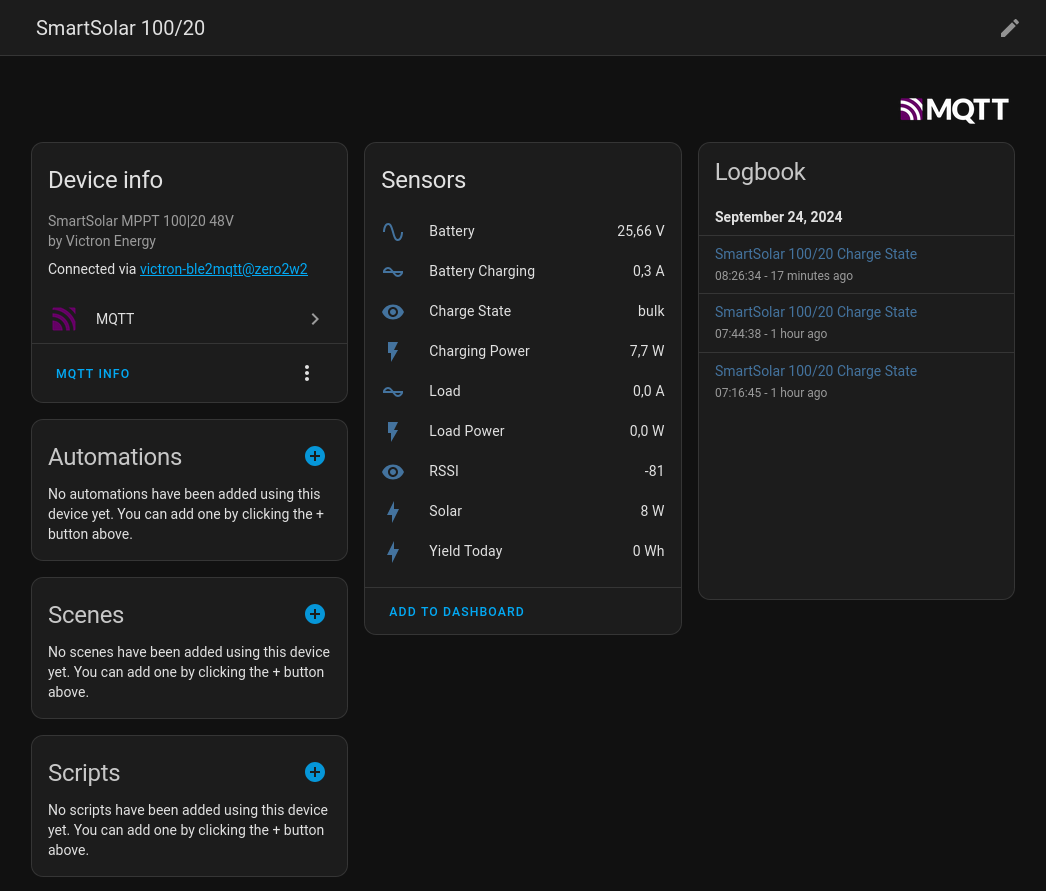 SmartSolar 100/20
MQTT
Device info
SmartSolar MPPT 100|20 48V
by Victron Energy
Connected via victron-ble2mqtt@zero2w2
MQTT
MQTT INFO
Automations
No automations have been added using this
device yet. You can add one by clicking the +
button above.
Scenes
No scenes have been added using this device
yet. You can add one by clicking the + button
above.
Scripts
No scripts have been added using this device
yet. You can add one by clicking the + button
above.
Sensors
Battery 25,66 V
Battery Charging 0,3 A
Charge State bulk
Charging Power 7,7 W
Load 0,0 A
Load Power 0,0 W
RSSI -81
Solar 8 W
Yield Today 0 Wh
ADD TO DASHBOARD
Logbook
September 24, 2024
SmartSolar 100/20 Charge State
08:26:34 - 17 minutes ago
SmartSolar 100/20 Charge State
07:44:38 - 1 hour ago
SmartSolar 100/20 Charge State
07:16:45 - 1 hour ago